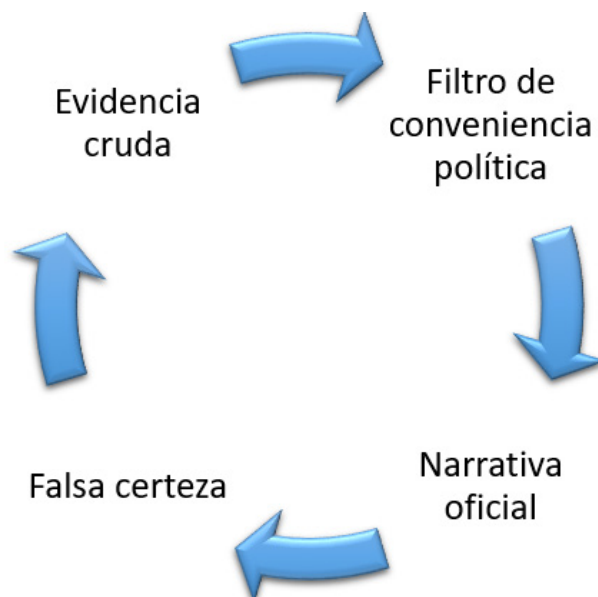 Evidencia
cruda
Filtro de
conveniencia
política
Narrativa
oficial
Falsa certeza